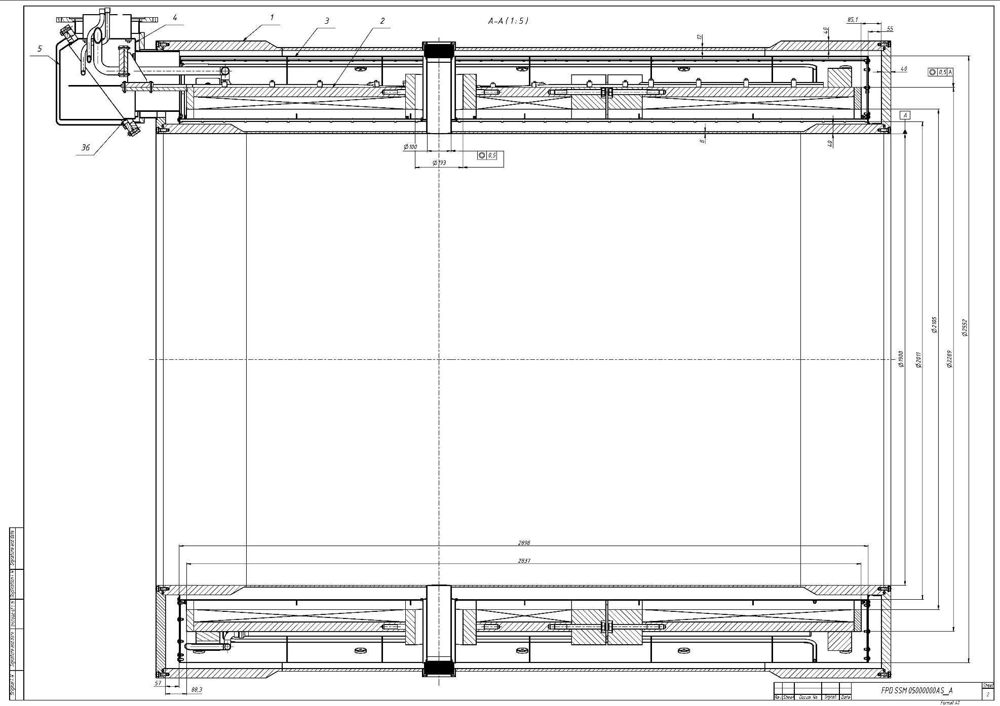 4
1
3
2
A-A (1:5)
85,1
55
40
12
5
40
0,5 A
A
36
Ø100
0,5
Ø193
8
40
Ø2105
Ø2552
Ø1900
Ø2011
Ø2289
2898
2837
57
88,3
Signature and date
Duplication I.N
Instead of I.N
Signature and date
Original I.N
Rev. Sheet Docum. No Signat. Data
FPD SSM 05000000AS_A
Sheet
2
Format A1